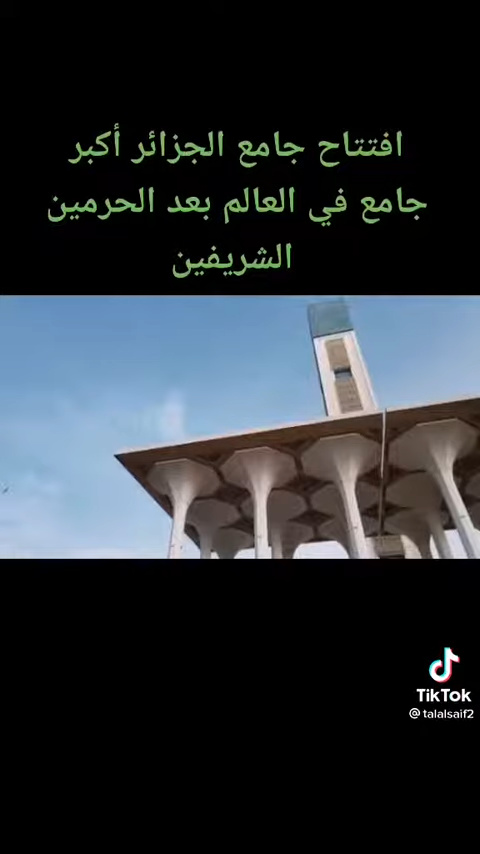 افتتاح جامع الجزائر أكبر
جامع في العالم بعد الحرمين
الشريفين
TikTok
@talalsaif2